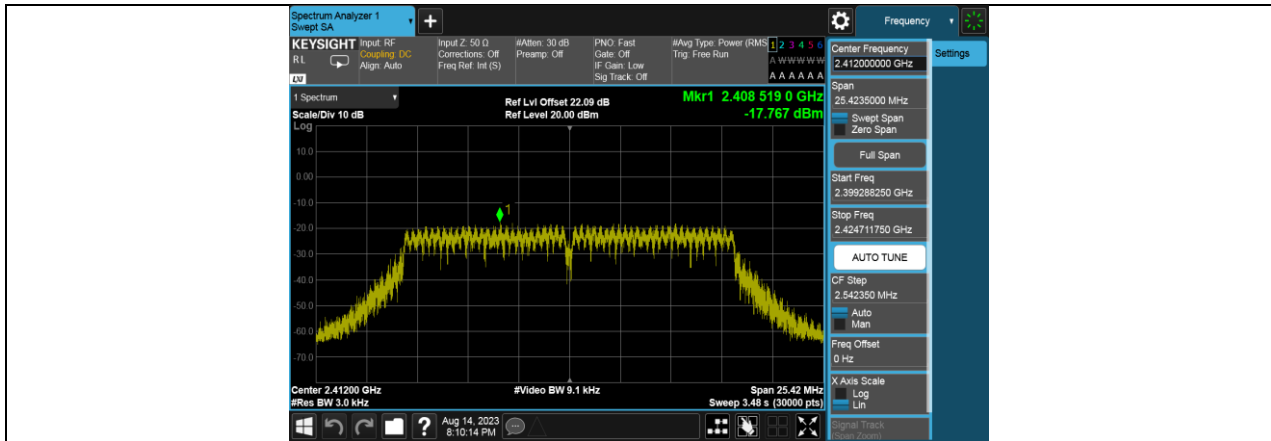 Spectrum Analyzer 1
Swept SA
Frequency
KEYSIGHT
RL
LXI
Input: RF
Coupling: DC
Align: Auto
Input Z: 50 Ω
Corrections: Off
Freq Ref: Int (S)
#Atten: 30 dB
Preamp: Off
PNO: Fast
Gate: Off
IF Gain: Low
Sig Track: Off
#Avg Type: Power (RMS
Trig: Free Run
1 2 3 4 5 6
A W W W W W
A A A A A A
1 Spectrum
Scale/Div 10 dB
Log
Ref Lvl Offset 22.09 dB
Ref Level 20.00 dBm
Mkr1 2.408 519 0 GHz
-17.767 dBm
10.0
0.00
-10.0
-20.0
-30.0
-40.0
-50.0
-60.0
-70.0
1
Center 2.41200 GHz
#Res BW 3.0 kHz
#Video BW 9.1 kHz
Span 25.42 MHz
Sweep 3.48 s (30000 pts)
Center Frequency
2.412000000 GHz
Settings
Span
25.4235000 MHz
Swept Span
Zero Span
Full Span
Start Freq
2.399288250 GHz
Stop Freq
2.424711750 GHz
AUTO TUNE
CF Step
2.542350 MHz
Auto
Man
Freq Offset
0 Hz
X Axis Scale
Log
Lin
Signal Track
(Span Zoom)
?
Aug 14, 2023
8:10:14 PM